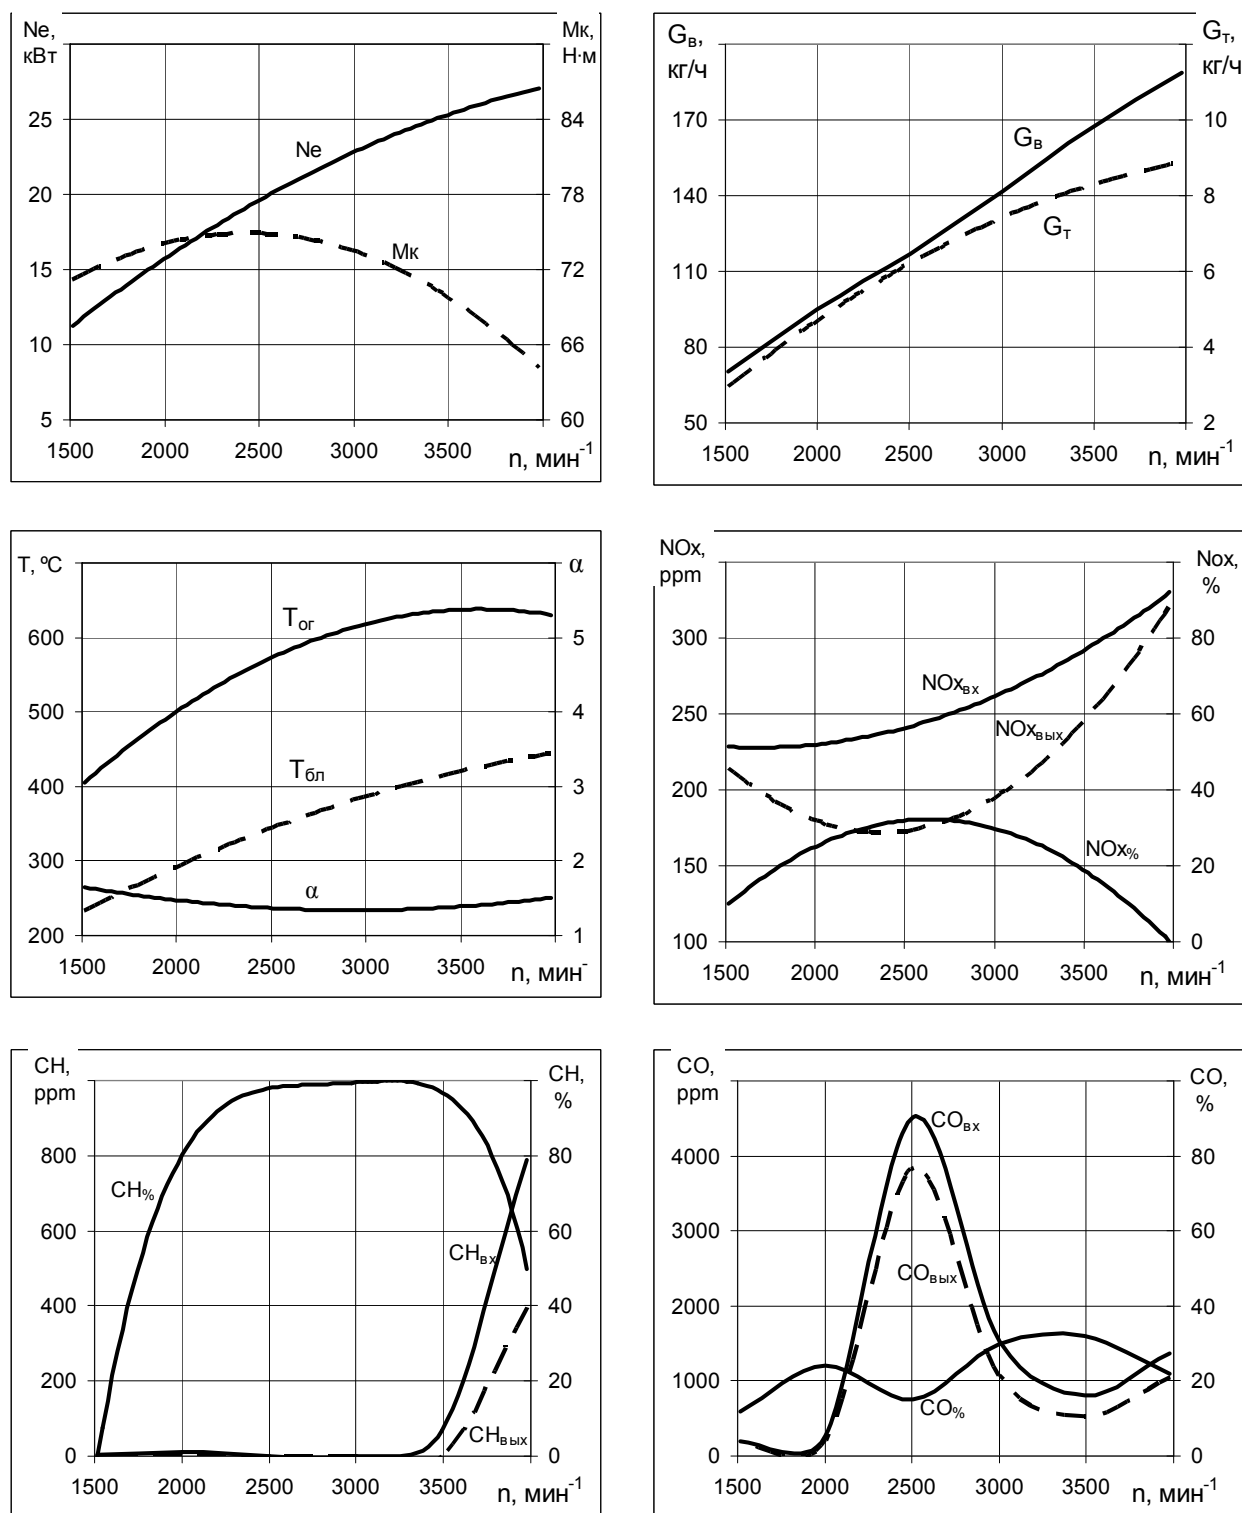 Ne,
кВт
Мк,
Н·м
25
20
15
10
5
84
78
72
66
60
Ne
Мк
1500 2000 2500 3000 3500
n, мин-1
Gв,
кг/ч
Gт,
кг/ч
170
140
110
80
50
10
8
6
4
2
Gв
Gт
1500 2000 2500 3000 3500
n, мин-1
T, ºC
α
600
500
400
300
200
5
4
3
2
1
Tог
Tбл
α
1500 2000 2500 3000 3500
n, мин-
NOx,
ppm
Nox,
%
300
250
200
150
100
80
60
40
20
0
NOxвх
NOxвых
NOx%
1500 2000 2500 3000 3500
n, мин-1
CH,
ppm
CH,
%
800
600
400
200
0
80
60
40
20
0
CH%
CHвх
CHвых
1500 2000 2500 3000 3500
n, мин-1
CO,
ppm
CO,
%
4000
3000
2000
1000
0
80
60
40
20
0
COвх
COвых
CO%
1500 2000 2500 3000 3500
n, мин-1